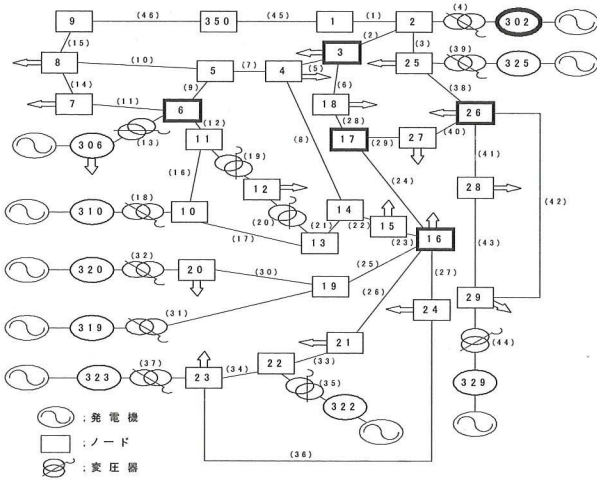 (46) (45) (1) (4)
9 350 1 2 302
(15) (2) (3) (39)
8 (10) 5 (7) 4 (5) 3 25 325
(14) (9) (6) (38)
7 (11) 6 18 (28) 26
(13) (12) 17 (29) 27 (40)
306 11 (19) (8) (41)
(16) 12 (24) 28 (42)
(18) (20) 14
310 10 (21) (22) 15
(17) 13 (23) 16 (43)
(32) (25) (27)
320 20 (30) 19 (26) 29
(31) 24
319 21 (44)
(37) (34) 22 (33)
323 23 (35) 329
322
(36)
;発電機
;ノード
;変圧器